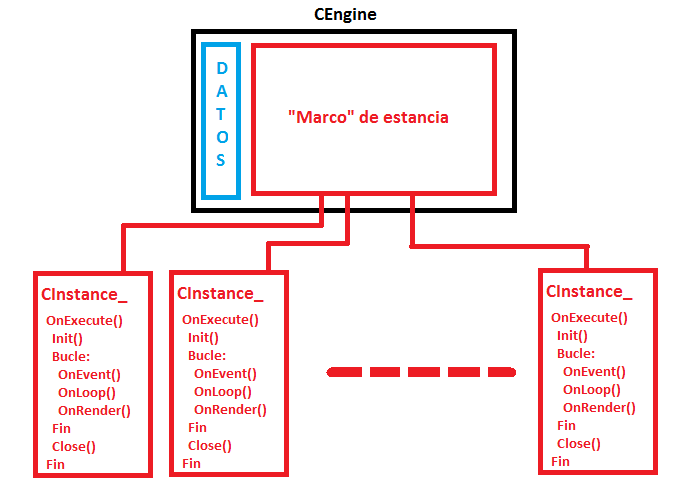 CEngine
DATOS
"Marco" de estancia
CInstance_
OnExecute()
Init()
Bucle:
OnEvent()
OnLoop()
OnRender()
Fin
Close()
Fin
CInstance_
OnExecute()
Init()
Bucle:
OnEvent()
OnLoop()
OnRender()
Fin
Close()
Fin
CInstance_
OnExecute()
Init()
Bucle:
OnEvent()
OnLoop()
OnRender()
Fin
Close()
Fin